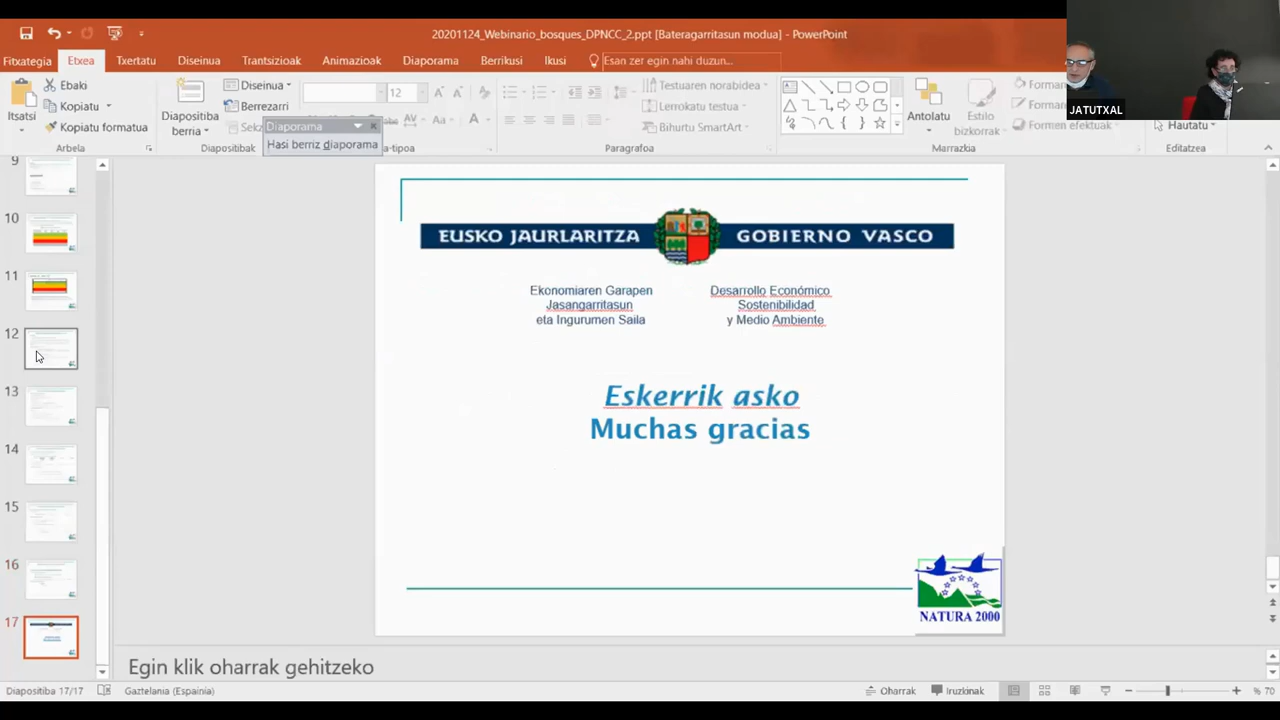 20201124_Webinario_bosques_DPNCC_2.ppt [Bateragarritasun modua] - PowerPoint
Fitxategia
Etxea
Txertatu
Diseinua
Trantsizioak
Animazioak
Diaporama
Berrikusi
Ikusi
Esan zer egin nahi duzun...
JATUTXAL
Itsatsi
Ebaki
Kopiatu
Kopiatu formatua
Arbela
Diapositiba
berria
Diseinua
Berrezarri
Diapositibak
Diaporama
Hasi berriz diaporama
12
Paragrafoa
Testuaren norabidea
Lerrokatu testua
Bihurtu SmartArt
Antolatu
Estilo
bizkorrak
Formen efektuak
Marrazkia
Hautatu
Editatzea
9
10
11
12
13
14
15
16
17
EUSKO JAURLARITZA
GOBIERNO VASCO
Ekonomiaren Garapen
Jasangarritasun
eta Ingurumen Saila
Desarrollo Económico
Sostenibilidad
y Medio Ambiente
Eskerrik asko
Muchas gracias
NATURA 2000
Egin klik oharrak gehitzeko
Diapositiba 17/17
Gaztelania (Espainia)
Oharrak
Iruzkinak
% 70